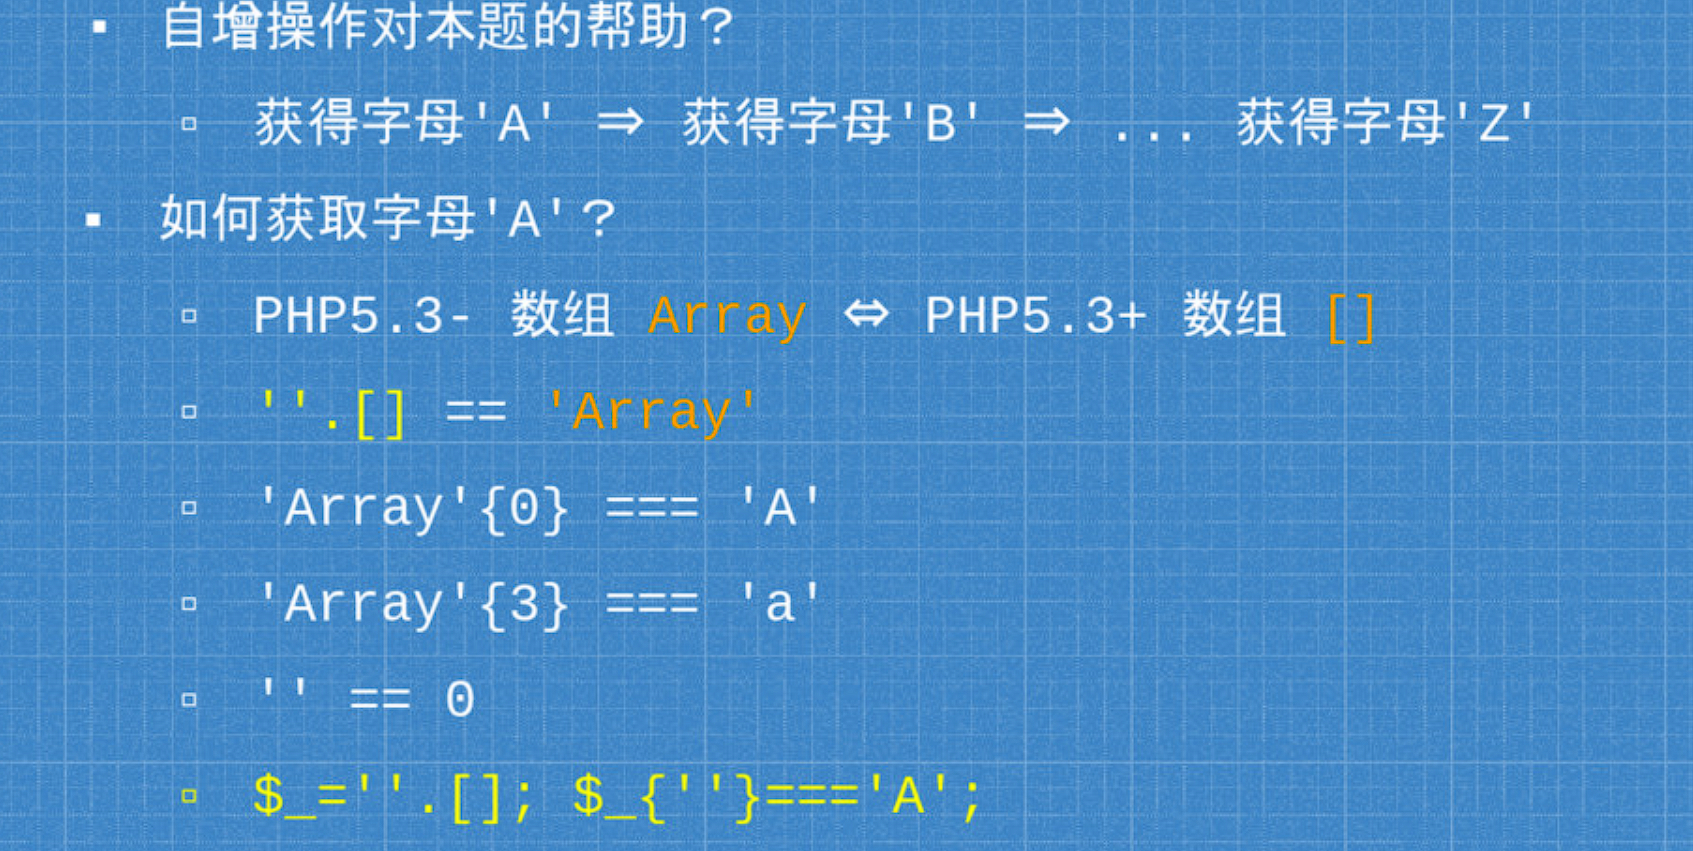 ▪ 自增操作对本题的帮助？
▫ 获得字母'A' ⇒ 获得字母'B' ⇒ ... 获得字母'Z'
▪ 如何获取字母'A'？
▫ PHP5.3- 数组 Array ⇔ PHP5.3+ 数组 []
▫ ''.[] == 'Array'
▫ 'Array'{0} === 'A'
▫ 'Array'{3} === 'a'
▫ '' == 0
▫ $_=''.[]; $_{''}==='A';